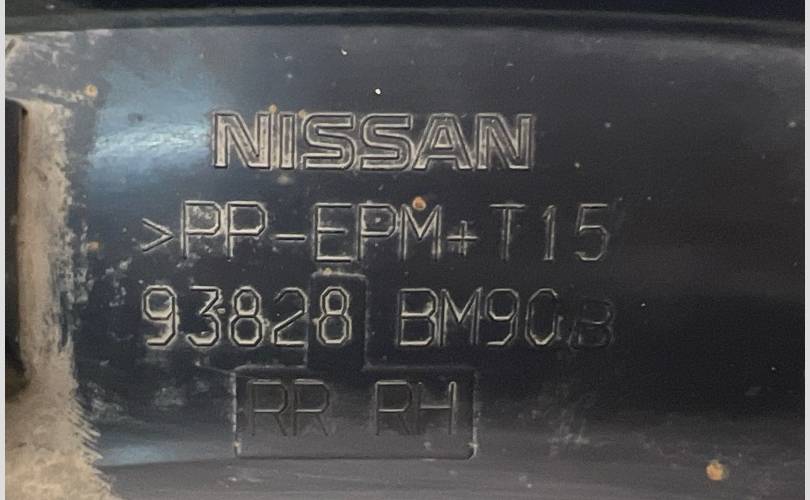 NISSAN
>PP-EPM+T15
93828 BM90B
RR RH